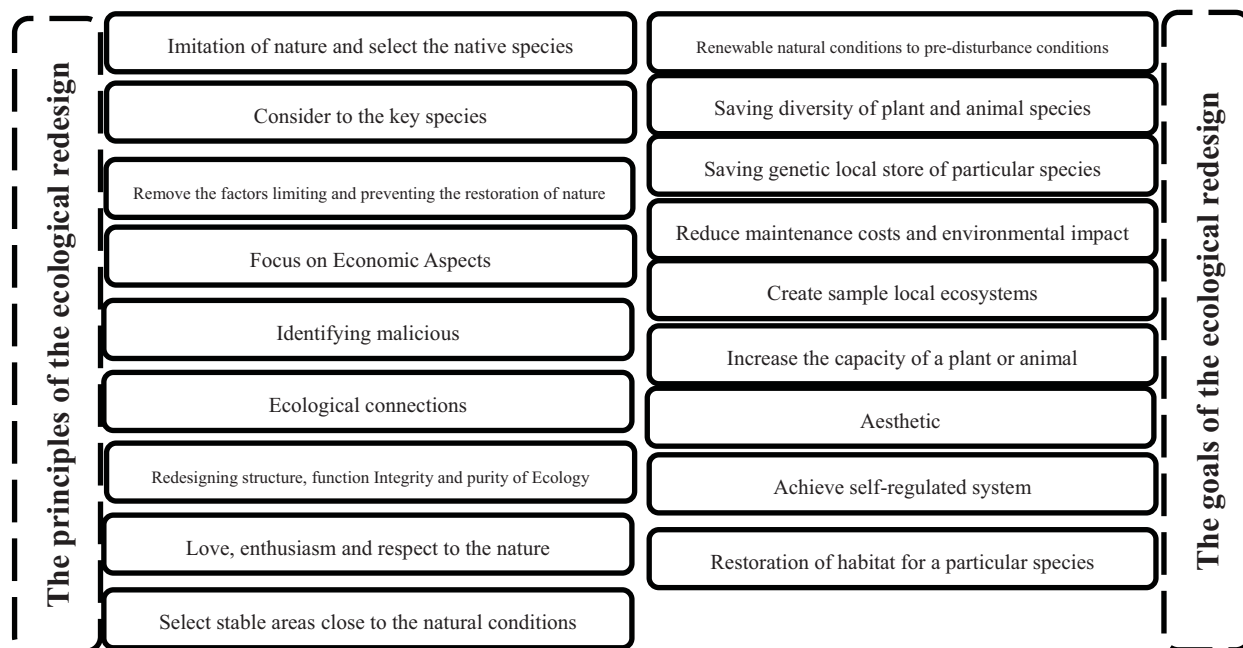 The principles of the ecological redesign
Imitation of nature and select the native species
Consider to the key species
Remove the factors limiting and preventing the restoration of nature
Focus on Economic Aspects
Identifying malicious
Ecological connections
Redesigning structure, function Integrity and purity of Ecology
Love, enthusiasm and respect to the nature
Select stable areas close to the natural conditions
Renewable natural conditions to pre-disturbance conditions
Saving diversity of plant and animal species
Saving genetic local store of particular species
Reduce maintenance costs and environmental impact
Create sample local ecosystems
Increase the capacity of a plant or animal
Aesthetic
Achieve self-regulated system
Restoration of habitat for a particular species
The goals of the ecological redesign